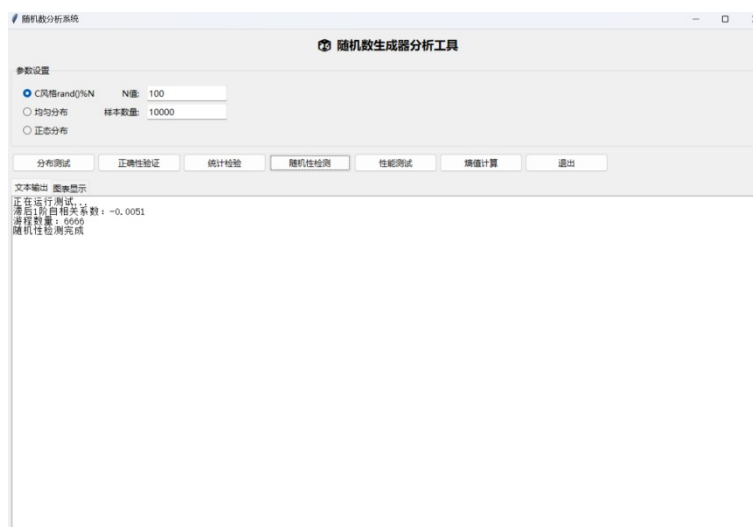 随机数分析系统
随机数生成器分析工具
参数设置
C风格rand()%N N值: 100
均匀分布 样本数量: 10000
正态分布
分布测试 正确性验证 统计检验 随机性检测 性能测试 熵值计算 退出
文本输出 图表显示
正在运行测试...
滞后1阶自相关系数: -0.0051
游程数量: 6666
随机性检测完成